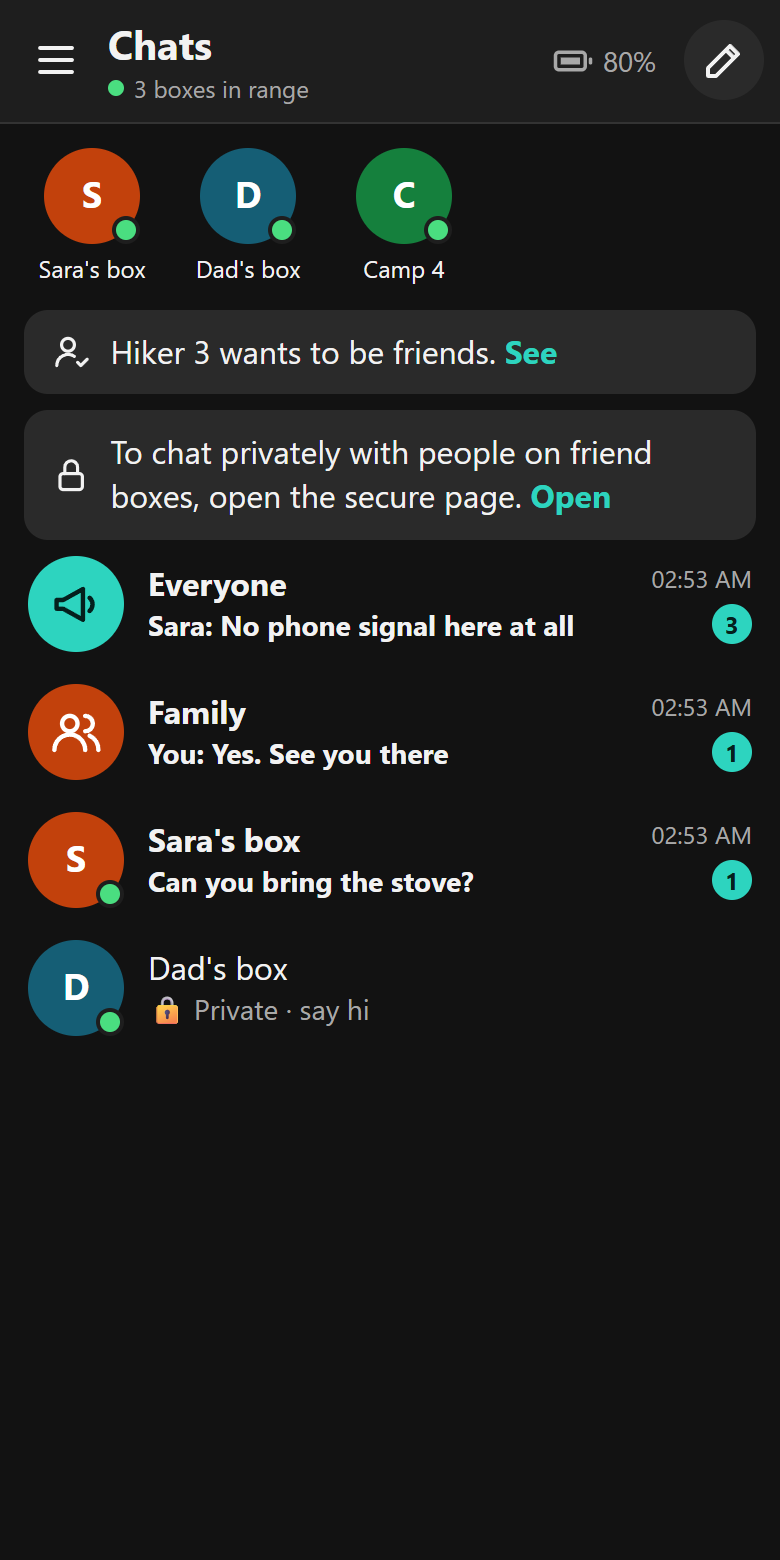 Chats
3 boxes in range
80%
S
D
C
Sara's box
Dad's box
Camp 4
Hiker 3 wants to be friends. See
To chat privately with people on friend
boxes, open the secure page. Open
Everyone
02:53 AM
Sara: No phone signal here at all
3
Family
02:53 AM
You: Yes. See you there
1
S
Sara's box
02:53 AM
Can you bring the stove?
1
D
Dad's box
🔒 Private · say hi